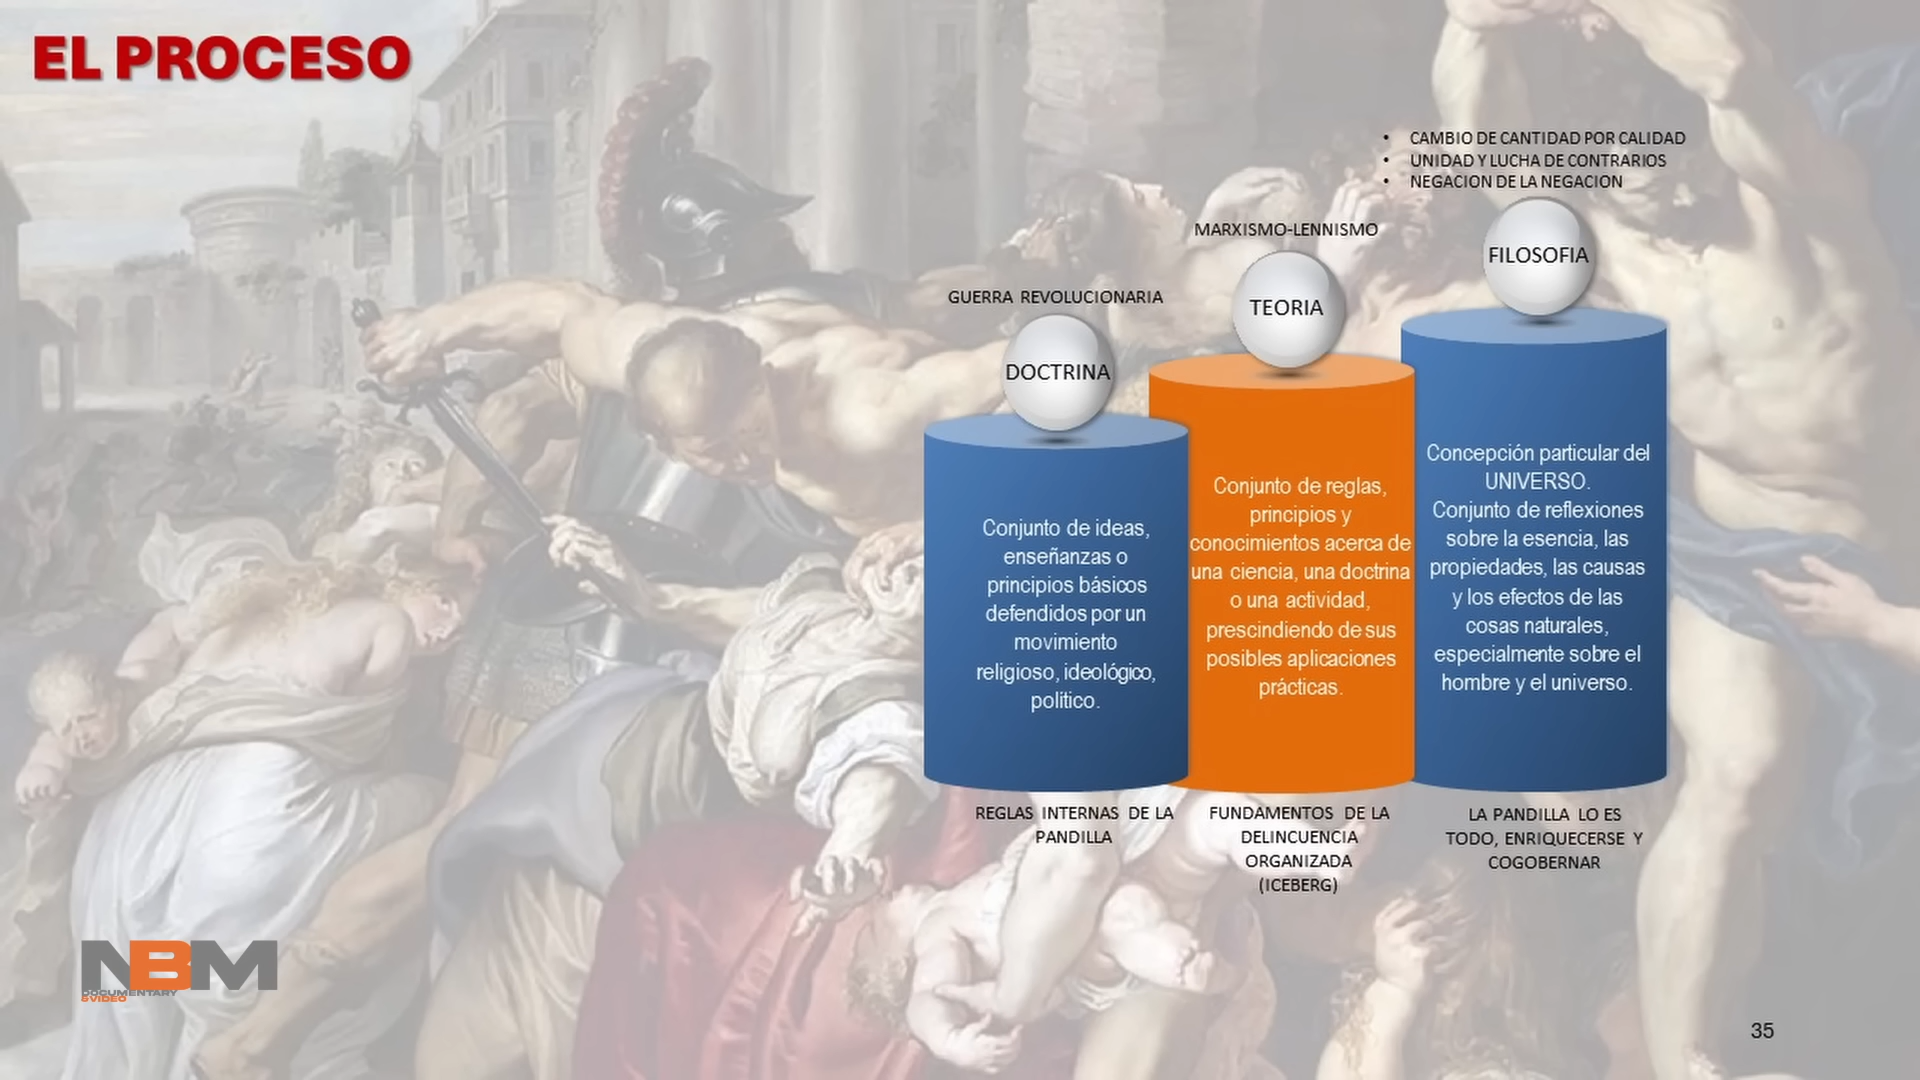 EL PROCESO
• CAMBIO DE CANTIDAD POR CALIDAD
• UNIDAD Y LUCHA DE CONTRARIOS
• NEGACION DE LA NEGACION
MARXISMO-LENNISMO
FILOSOFIA
GUERRA REVOLUCIONARIA
TEORIA
DOCTRINA
Conjunto de ideas,
enseñanzas o
principios básicos
defendidos por un
movimiento
religioso, ideológico,
político.
Conjunto de reglas,
principios y
conocimientos acerca de
una ciencia, una doctrina
o una actividad,
prescindiendo de sus
posibles aplicaciones
prácticas.
Concepción particular del
UNIVERSO.
Conjunto de reflexiones
sobre la esencia, las
propiedades, las causas
y los efectos de las
cosas naturales,
especialmente sobre el
hombre y el universo.
REGLAS INTERNAS DE LA
PANDILLA
FUNDAMENTOS DE LA
DELINCUENCIA
ORGANIZADA
(ICEBERG)
LA PANDILLA LO ES
TODO, ENRIQUECERSE Y
COGOBERNAR
NBM
DOCUMENTARY
&VIDEO
35